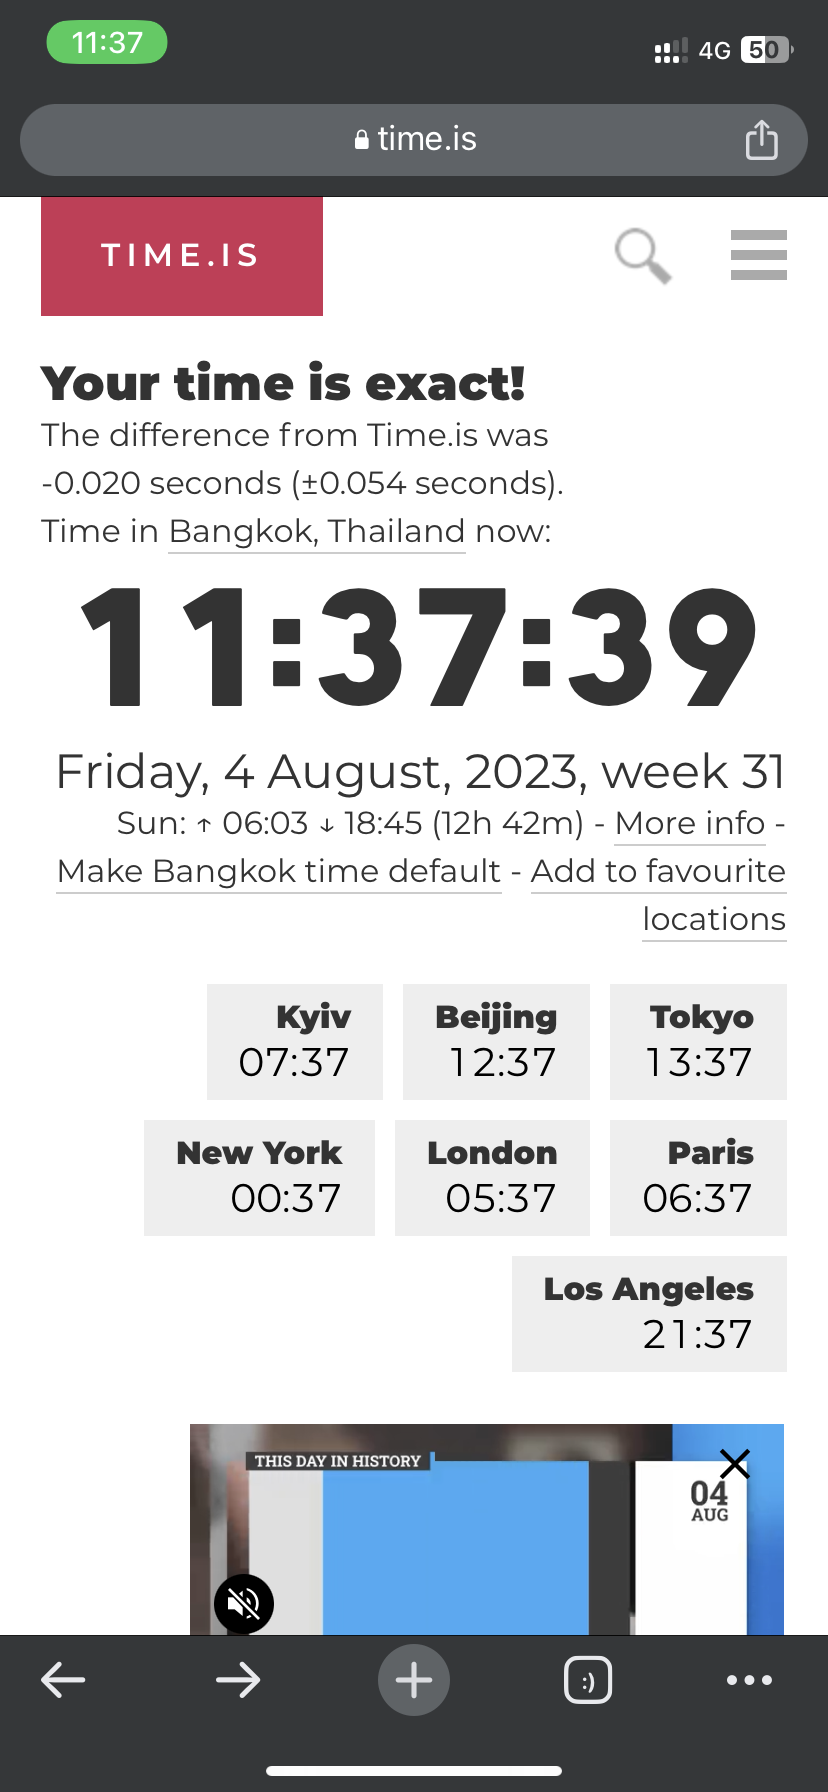 11:37
4G 50
time.is
TIME.IS
Your time is exact!
The difference from Time.is was
-0.020 seconds (±0.054 seconds).
Time in Bangkok, Thailand now:
11:37:39
Friday, 4 August, 2023, week 31
Sun: ↑ 06:03 ↓ 18:45 (12h 42m) - More info -
Make Bangkok time default - Add to favourite
locations
Kyiv Beijing Tokyo
07:37 12:37 13:37
New York London Paris
00:37 05:37 06:37
Los Angeles
21:37
THIS DAY IN HISTORY
04
AUG
:)